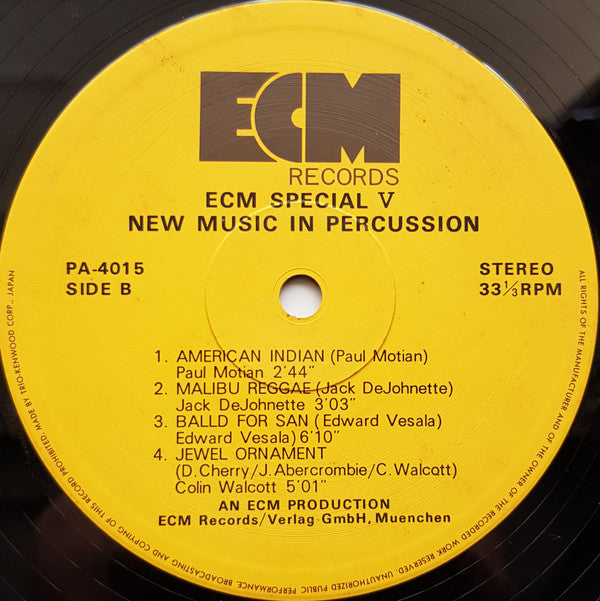 ECM
RECORDS
ECM SPECIAL V
NEW MUSIC IN PERCUSSION
PA-4015
SIDE B
STEREO
33⅓RPM
1. AMERICAN INDIAN (Paul Motian)
Paul Motian 2'44"
2. MALIBU REGGAE (Jack DeJohnette)
Jack DeJohnette 3'03"
3. BALLD FOR SAN (Edward Vesala)
Edward Vesala) 6'10"
4. JEWEL ORNAMENT
(D.Cherry/J.Abercrombie/C.Walcott)
Colin Walcott 5'01"
AN ECM PRODUCTION
ECM Records/Verlag·GmbH, Muenchen
ALL RIGHTS OF THE MANUFACTURER AND OF THE OWNER OF THE RECORDED WORK RESERVED. UNAUTHORIZED PUBLIC PERFORMANCE, BROADCASTING AND COPYING OF THIS RECORD PROHIBITED. MADE BY TRIO-KENWOOD CORP., JAPAN